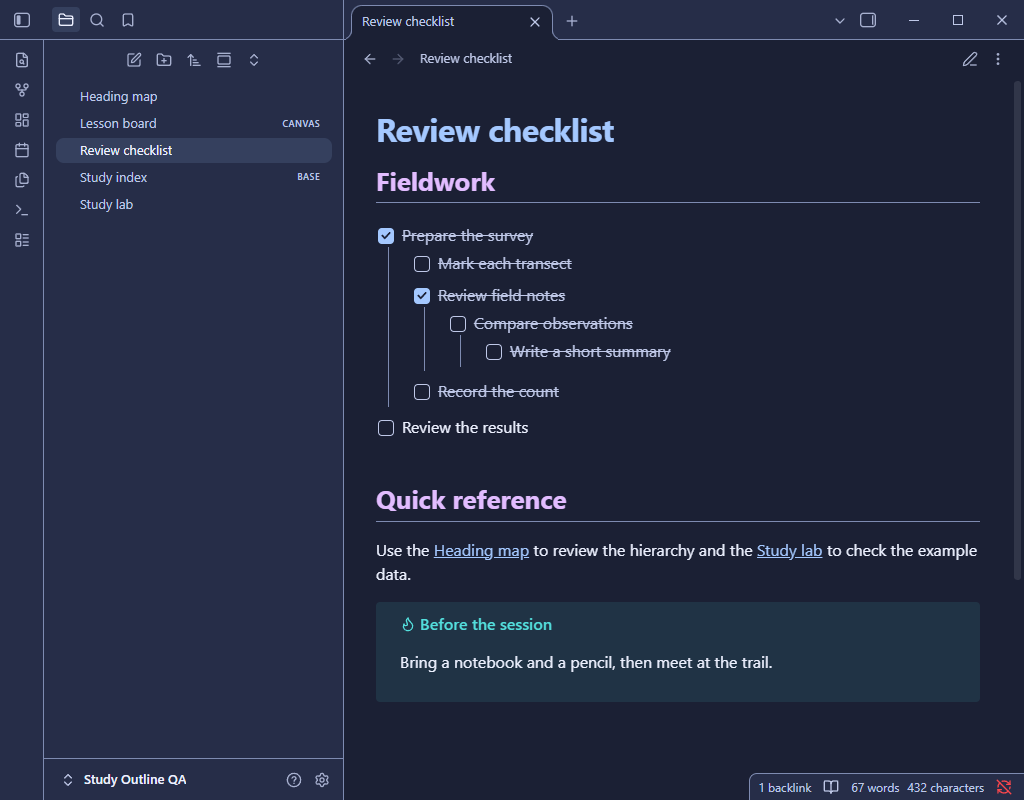 Review checklist
Review checklist
Heading map
Lesson board CANVAS
Review checklist
Study index BASE
Study lab
Review checklist
Fieldwork
Prepare the survey
Mark each transect
Review field notes
Compare observations
Write a short summary
Record the count
Review the results
Quick reference
Use the Heading map to review the hierarchy and the Study lab to check the example
data.
Before the session
Bring a notebook and a pencil, then meet at the trail.
Study Outline QA
1 backlink 67 words 432 characters